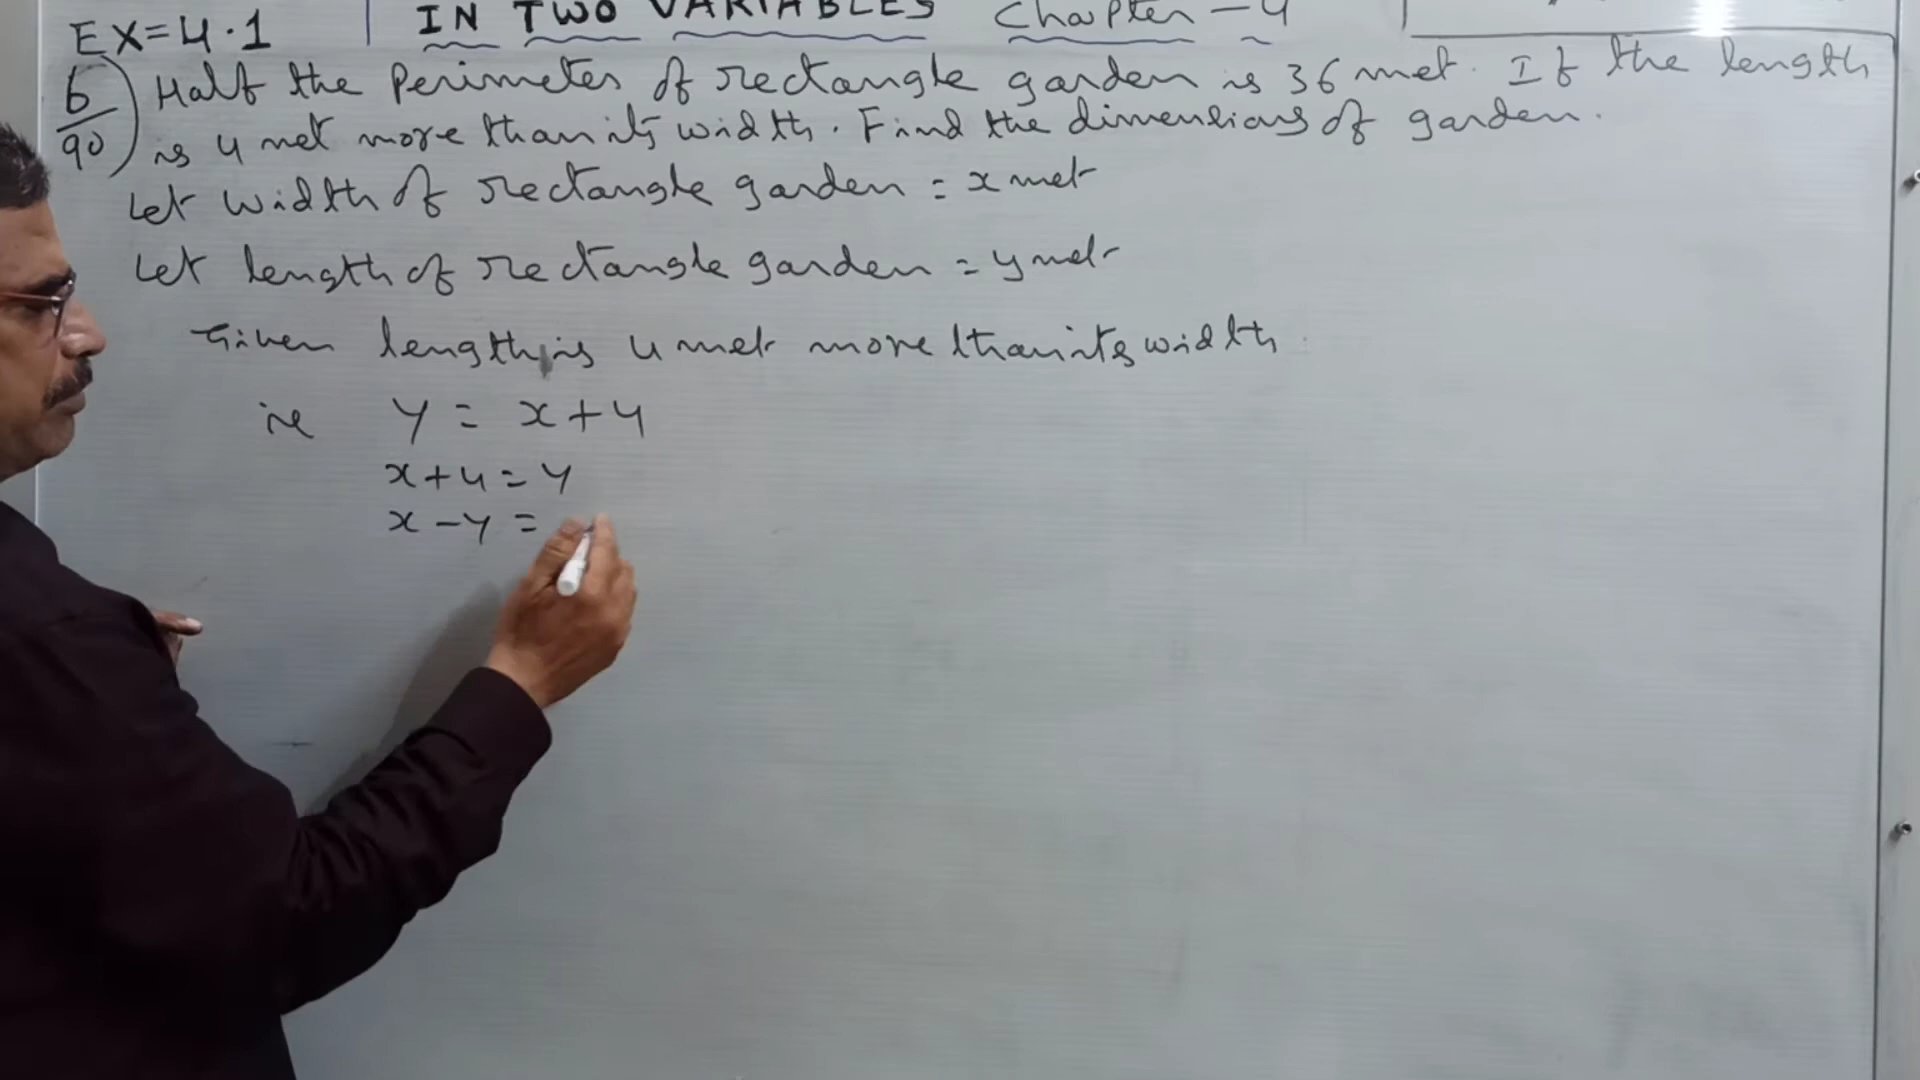 IN TWO VARIABLES Chapter - 4
EX=4.1
6/90) Half the Perimeter of rectangle garden is 36 met. If the length
is 4 met more than its width. Find the dimensions of garden.
Let width of rectangle garden = x met
Let length of rectangle garden = y met
Given length is 4 met more than its width.
ie y = x+4
x+4=y
x-y=